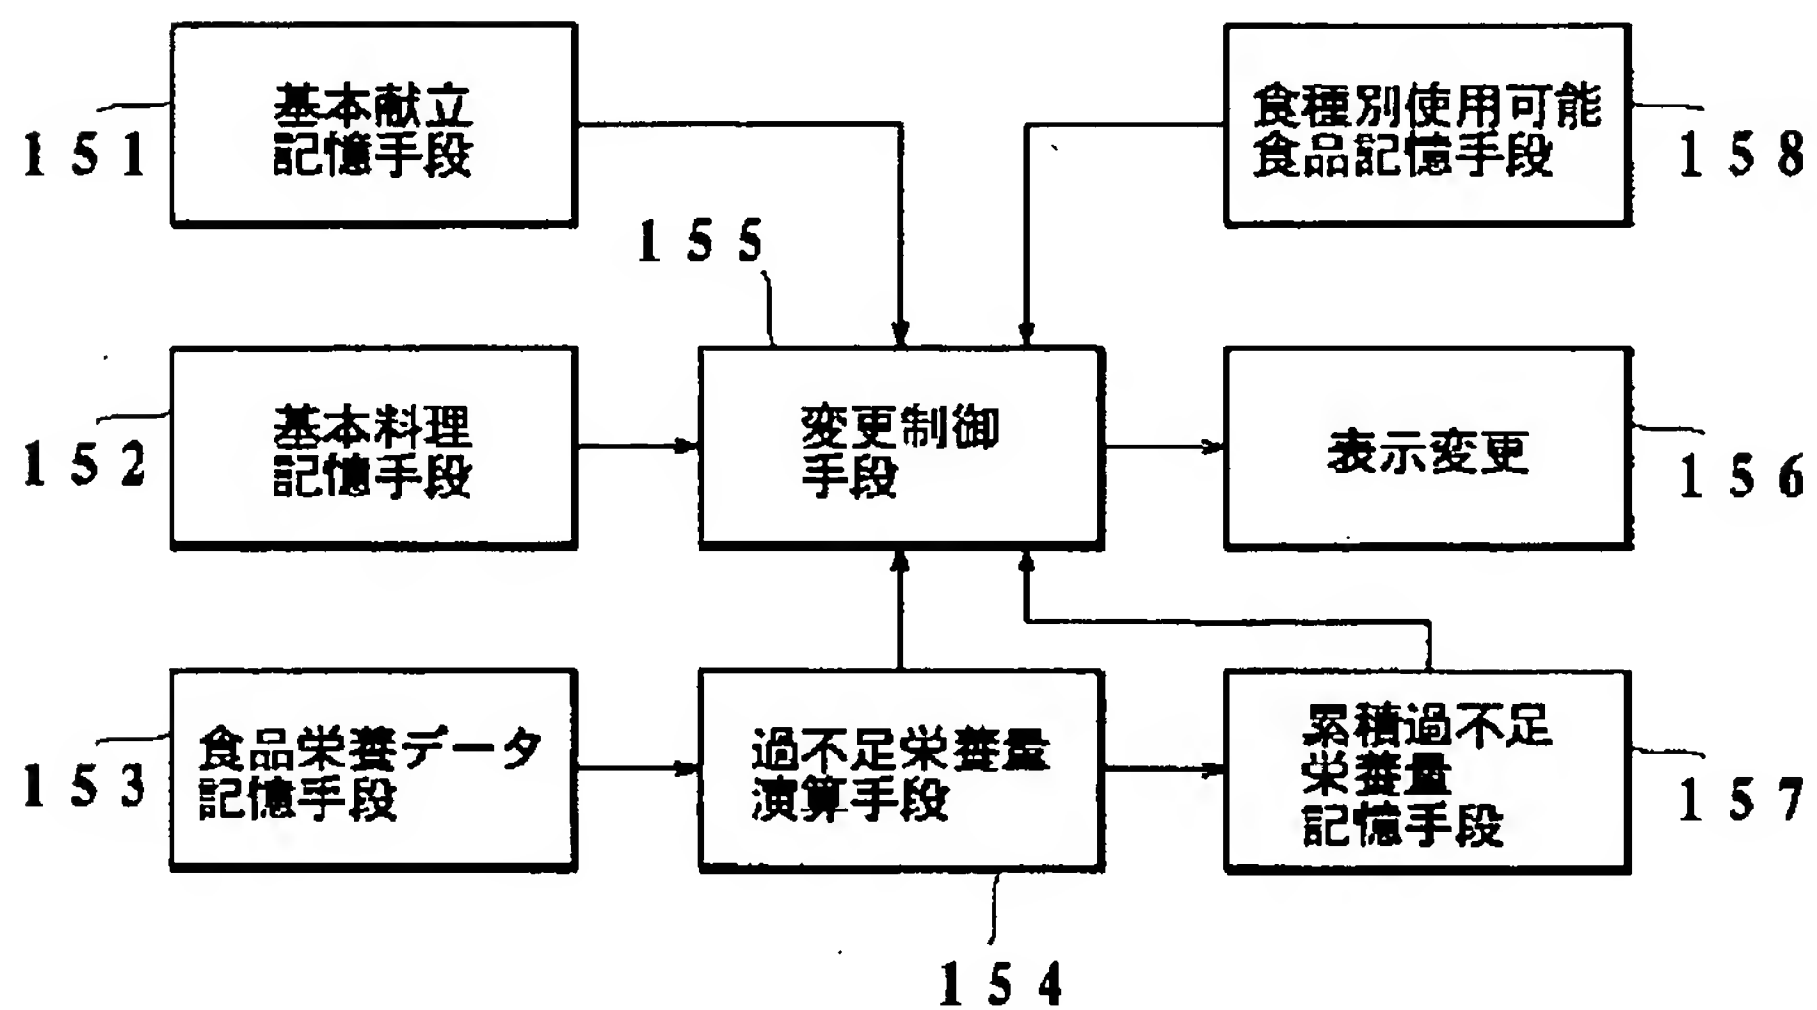 基本献立
記憶手段
151
食種別使用可能
食品記憶手段
158
155
基本料理
記憶手段
152
変更制御
手段
表示変更
156
食品栄養データ
記憶手段
153
過不足栄養量
演算手段
154
累積過不足
栄養量
記憶手段
157